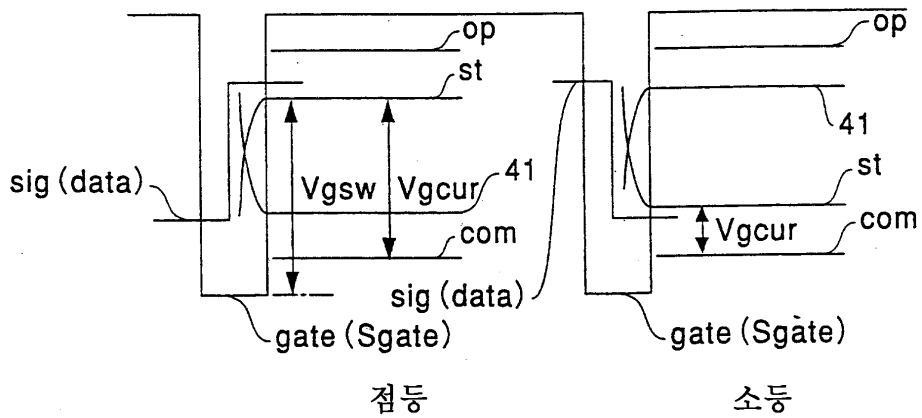 op
st
sig (data)
Vgsw
Vgcur
41
com
gate (Sgate)
점등
op
41
st
Vgcur
com
sig (data)
gate (Sgate)
소등